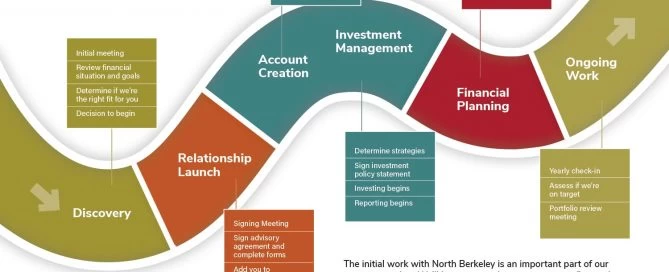 Initial meeting
Review financial
situation and goals
Determine if we're
the right fit for you
Decision to begin
Discovery
Relationship
Launch
Signing Meeting
Sign advisory
agreement and
complete forms
Add you to
Account
Creation
Investment
Management
Determine strategies
Sign investment
policy statement
Investing begins
Reporting begins
Financial
Planning
Ongoing
Work
Yearly check-in
Assess if we're
on target
Portfolio review
meeting
The initial work with North Berkeley is an important part of our